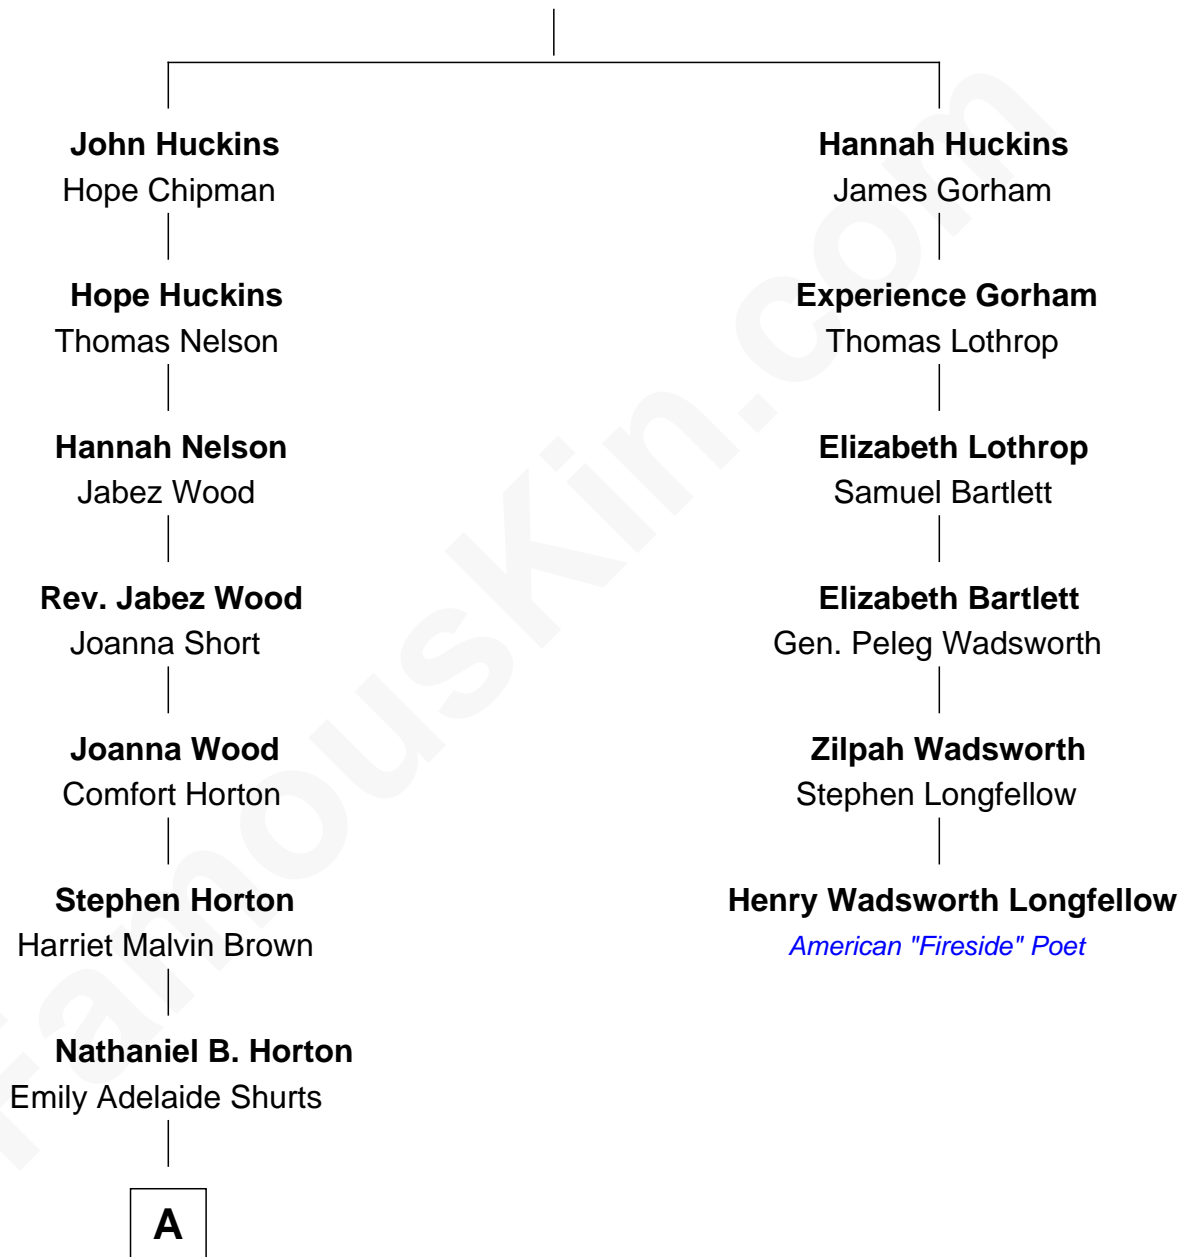 John Huckins
Hope Chipman
Hope Huckins
Thomas Nelson
Hannah Nelson
Jabez Wood
Rev. Jabez Wood
Joanna Short
Joanna Wood
Comfort Horton
Stephen Horton
Harriet Malvin Brown
Nathaniel B. Horton
Emily Adelaide Shurts
A
Hannah Huckins
James Gorham
Experience Gorham
Thomas Lothrop
Elizabeth Lothrop
Samuel Bartlett
Elizabeth Bartlett
Gen. Peleg Wadsworth
Zilpah Wadsworth
Stephen Longfellow
Henry Wadsworth Longfellow
American "Fireside" Poet
FamousKin.com